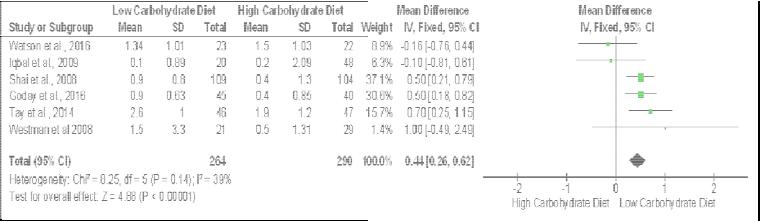 Low Carbohydrate Diet High Carbohydrate Diet Mean Difference Mean Difference
Study or Subgroup Mean SD Total Mean SD Total Weight IV, Fixed, 95% CI IV, Fixed, 95% CI
Watson et al., 2016 1.34 1.01 23 1.5 1.03 22 8.9% -0.16 [-0.76, 0.44]
Iqbal et al., 2009 0.1 0.89 20 0.2 2.09 48 6.3% -0.10 [-0.81, 0.61]
Shai et al., 2008 0.9 0.8 109 0.4 1.3 104 37.1% 0.50 [0.21, 0.79]
Goday et al., 2016 0.9 0.63 45 0.4 0.85 40 30.6% 0.50 [0.18, 0.82]
Tay et al., 2014 2.6 1 46 1.9 1.2 47 15.7% 0.70 [0.25, 1.15]
Westman et al 2008 1.5 3.3 21 0.5 1.31 29 1.4% 1.00 [-0.49, 2.49]
Total (95% CI) 264 290 100.0% 0.44 [0.26, 0.62]
Heterogeneity: Chi² = 8.25, df = 5 (P = 0.14); I² = 39%
Test for overall effect: Z = 4.88 (P < 0.00001)
-2 -1 0 1 2
High Carbohydrate Diet Low Carbohydrate Diet